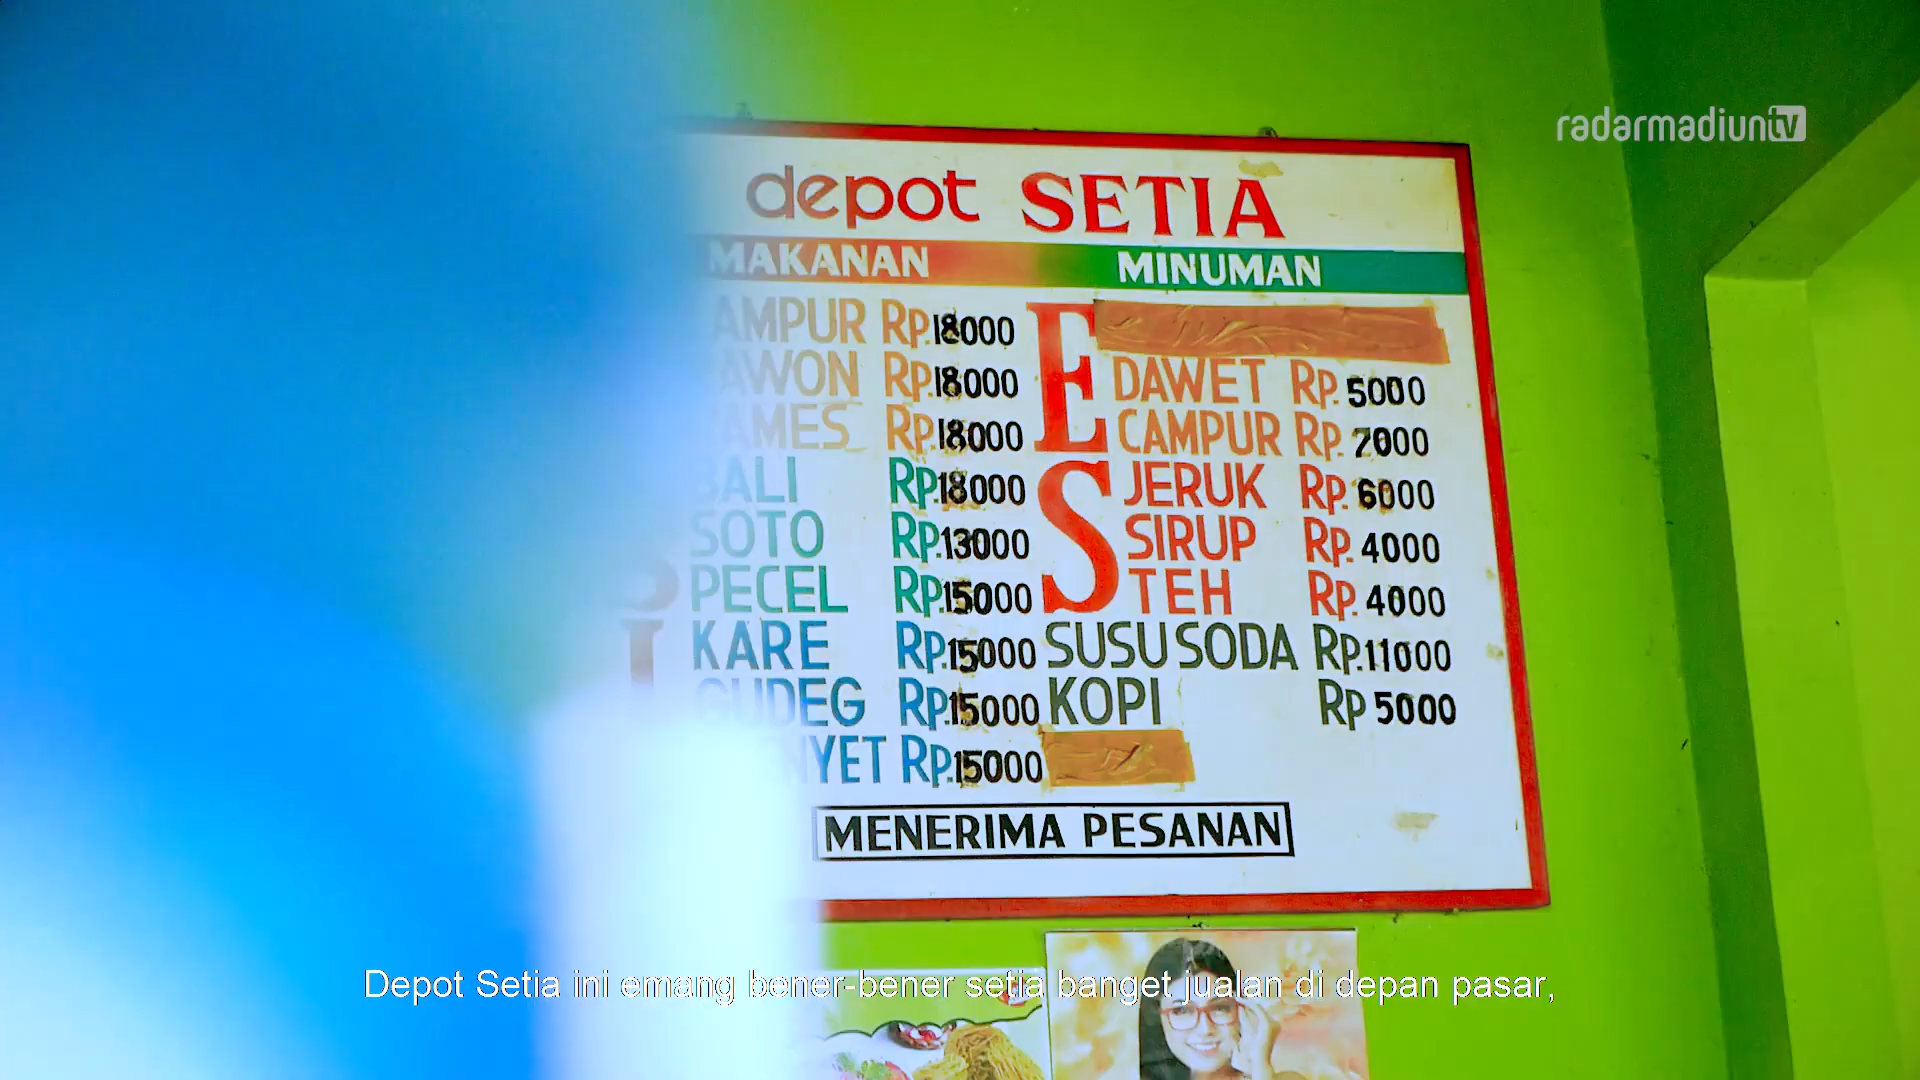 radarmadiuntv
depot SETIA
MAKANAN MINUMAN
Rp.18000 ES
Rp.18000 DAWET Rp. 5000
Rp.18000 CAMPUR Rp. 7000
BALI Rp.18000 JERUK Rp. 6000
SOTO Rp.13000 SIRUP Rp. 4000
PECEL Rp.15000 TEH Rp. 4000
KARE Rp.15000 SUSU SODA Rp.11000
GUDEG Rp.15000 KOPI Rp 5000
Rp.15000
MENERIMA PESANAN
Depot Setia ini emang bener-bener setia banget jualan di depan pasar,